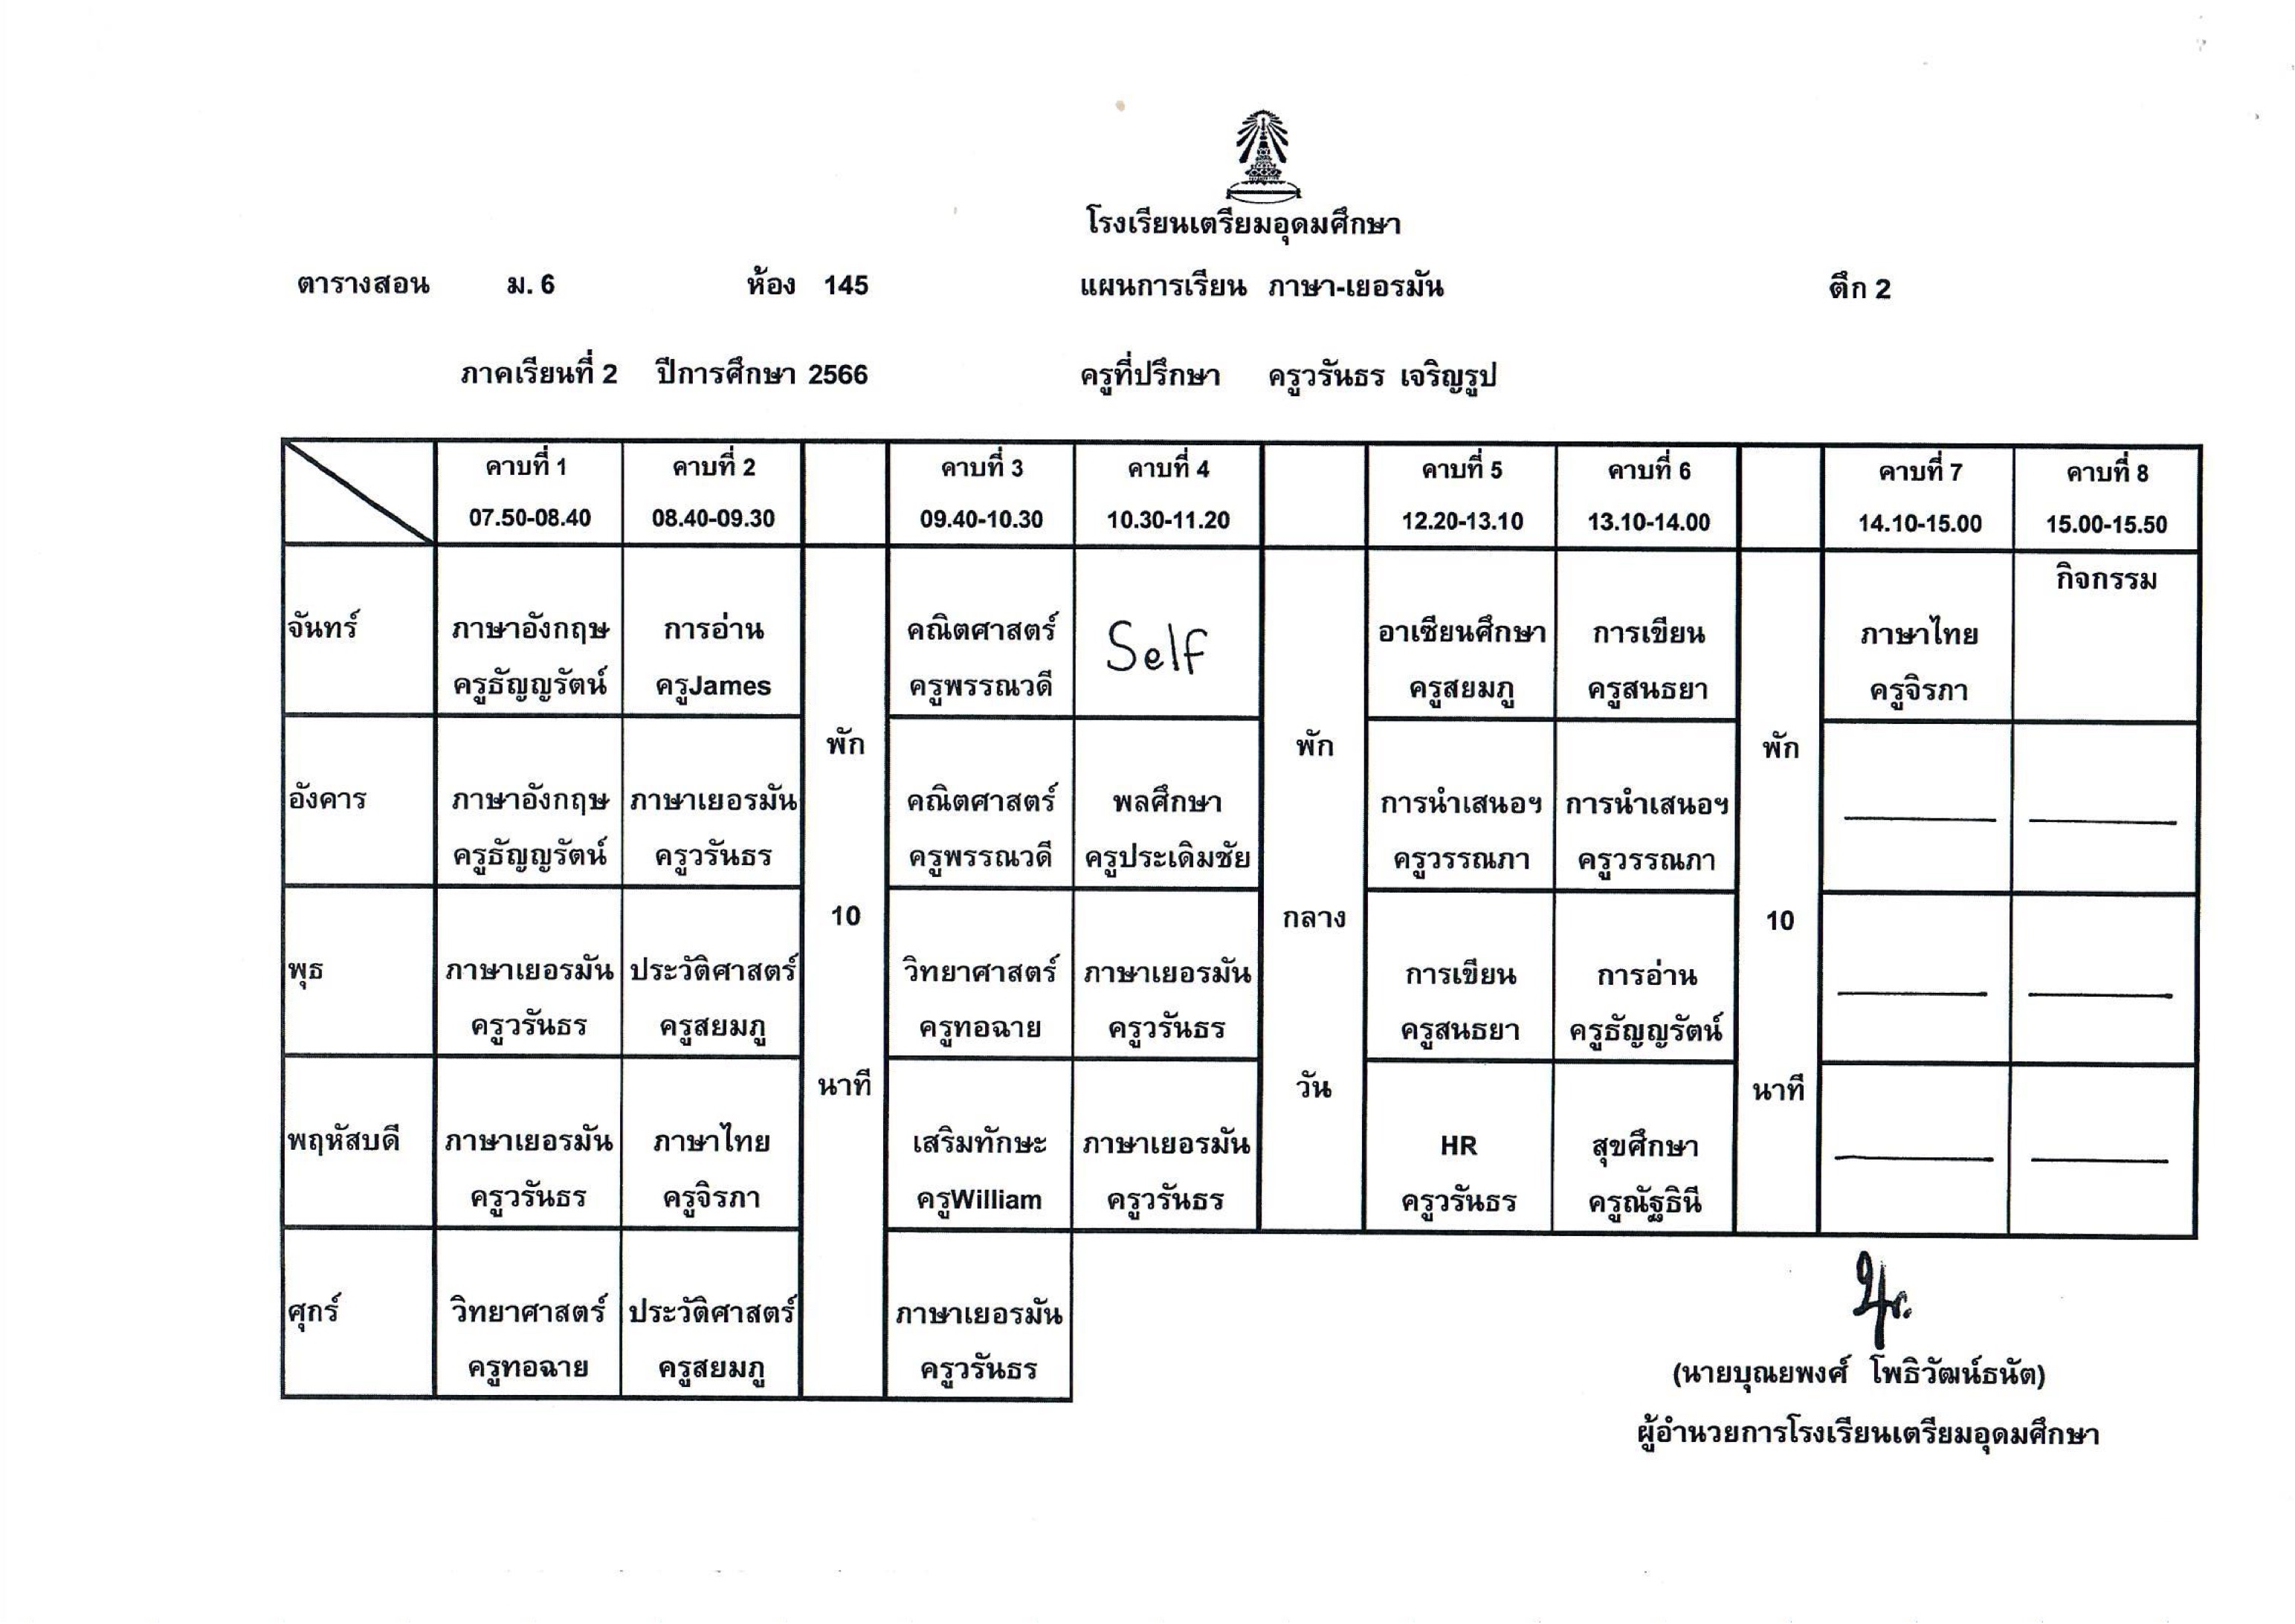 โรงเรียนเตรียมอุดมศึกษา
ตารางสอน ม. 6 ห้อง 145 แผนการเรียน ภาษา-เยอรมัน ตึก 2
ภาคเรียนที่ 2 ปีการศึกษา 2566 ครูที่ปรึกษา ครูวรันธร เจริญรูป
คาบที่ 1 คาบที่ 2 คาบที่ 3 คาบที่ 4 คาบที่ 5 คาบที่ 6 คาบที่ 7 คาบที่ 8
07.50-08.40 08.40-09.30 09.40-10.30 10.30-11.20 12.20-13.10 13.10-14.00 14.10-15.00 15.00-15.50
กิจกรรม
จันทร์ ภาษาอังกฤษ การอ่าน คณิตศาสตร์ Self อาเซียนศึกษา การเขียน ภาษาไทย
ครูธัญญรัตน์ ครูJames ครูพรรณวดี ครูสยมภู ครูสนธยา ครูจิรภา
พัก พัก พัก
อังคาร ภาษาอังกฤษ ภาษาเยอรมัน คณิตศาสตร์ พลศึกษา การนำเสนอฯ การนำเสนอฯ
ครูธัญญรัตน์ ครูวรันธร ครูพรรณวดี ครูประเดิมชัย ครูวรรณภา ครูวรรณภา
10 กลาง 10
พุธ ภาษาเยอรมัน ประวัติศาสตร์ วิทยาศาสตร์ ภาษาเยอรมัน การเขียน การอ่าน
ครูวรันธร ครูสยมภู ครูทอฉาย ครูวรันธร ครูสนธยา ครูธัญญรัตน์
นาที วัน นาที
พฤหัสบดี ภาษาเยอรมัน ภาษาไทย เสริมทักษะ ภาษาเยอรมัน HR สุขศึกษา
ครูวรันธร ครูจิรภา ครูWilliam ครูวรันธร ครูวรันธร ครูณัฐธินี
ศุกร์ วิทยาศาสตร์ ประวัติศาสตร์ ภาษาเยอรมัน
ครูทอฉาย ครูสยมภู ครูวรันธร
(นายบุณยพงศ์ โพธิวัฒน์ธนัต)
ผู้อำนวยการโรงเรียนเตรียมอุดมศึกษา